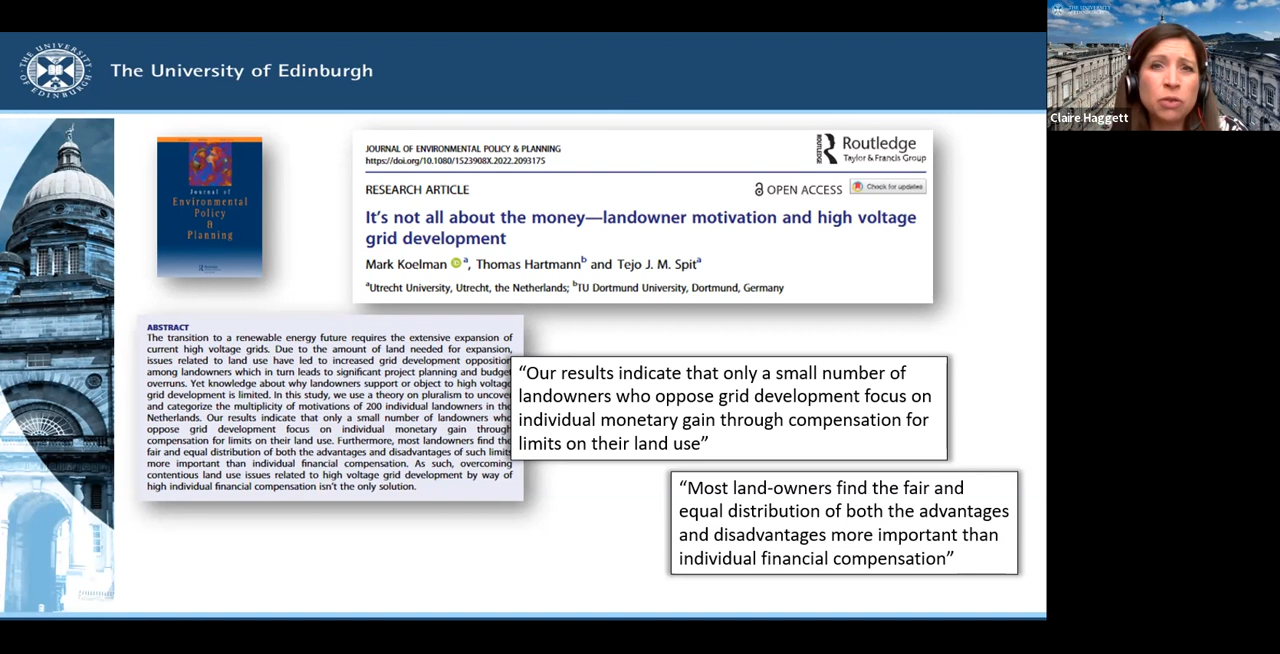 THE UNIVERSITY OF EDINBURGH
The University of Edinburgh
THE UNIVERSITY
of EDINBURGH
Claire Haggett
Journal of
Environmental
Policy
&
Planning
Routledge
JOURNAL OF ENVIRONMENTAL POLICY & PLANNING
https://doi.org/10.1080/1523908X.2022.2093175
ROUTLEDGE
Routledge
Taylor & Francis Group
RESEARCH ARTICLE
OPEN ACCESS
Check for updates
It’s not all about the money—landowner motivation and high voltage
grid development
Mark Koelman iD a, Thomas Hartmann b and Tejo J. M. Spit a
aUtrecht University, Utrecht, the Netherlands; bTU Dortmund University, Dortmund, Germany
ABSTRACT
The transition to a renewable energy future requires the extensive expansion of
current high voltage grids. Due to the amount of land needed for expansion,
issues related to land use have led to increased grid development opposition
among landowners which in turn leads to significant project planning and budget
overruns. Yet knowledge about why landowners support or object to high voltage
grid development is limited. In this study, we use a theory on pluralism to uncover
and categorize the multiplicity of motivations of 200 individual landowners in the
Netherlands. Our results indicate that only a small number of landowners who
oppose grid development focus on individual monetary gain through
compensation for limits on their land use. Furthermore, most landowners find the
fair and equal distribution of both the advantages and disadvantages of such limits
more important than individual financial compensation. As such, overcoming
contentious land use issues related to high voltage grid development by way of
high individual financial compensation isn't the only solution.
“Our results indicate that only a small number of
landowners who oppose grid development focus on
individual monetary gain through compensation for
limits on their land use”
“Most land-owners find the fair and
equal distribution of both the advantages
and disadvantages more important than
individual financial compensation”